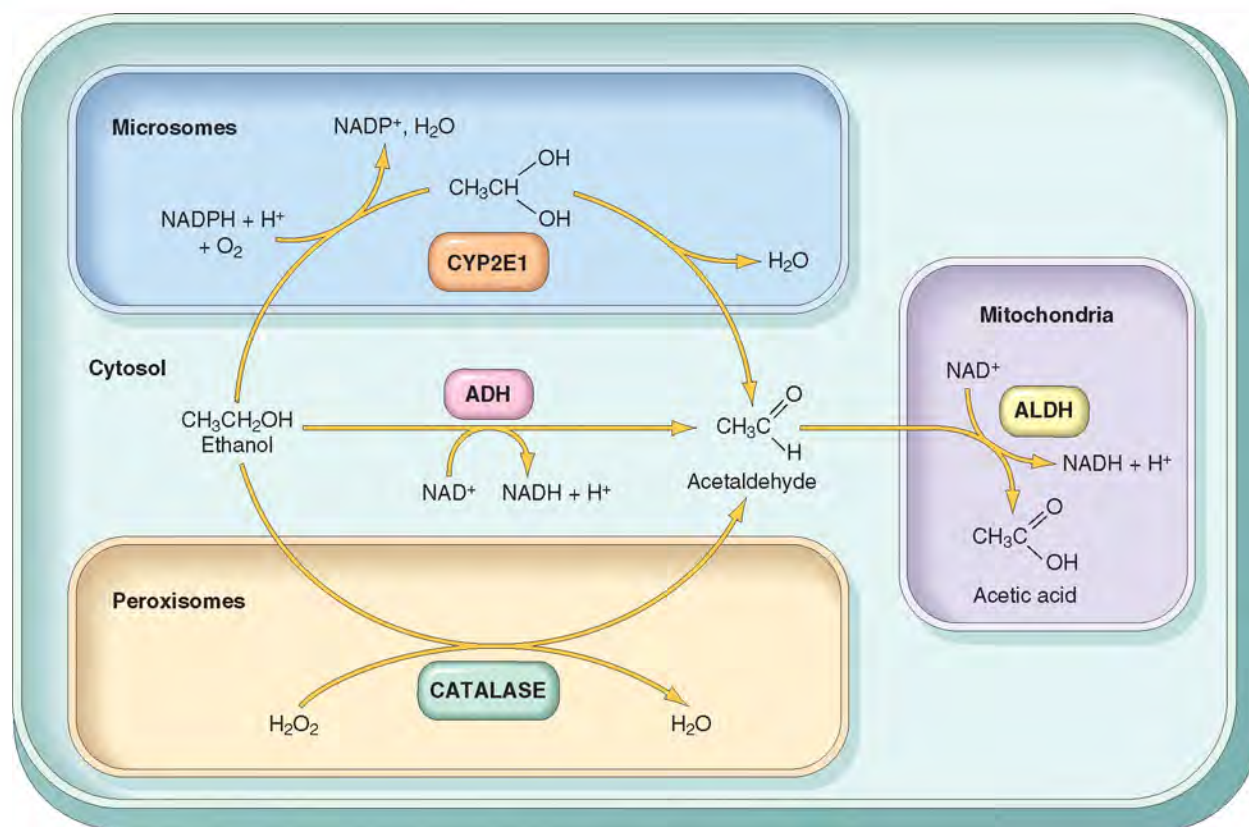 Microsomes
NADP⁺, H₂O
NADPH + H⁺
+ O₂
OH
CH₃CH
OH
CYP2E1
H₂O
Cytosol
CH₃CH₂OH
Ethanol
ADH
NAD⁺
NADH + H⁺
O
CH₃C
H
Acetaldehyde
Mitochondria
NAD⁺
ALDH
NADH + H⁺
O
CH₃C
OH
Acetic acid
Peroxisomes
CATALASE
H₂O₂
H₂O